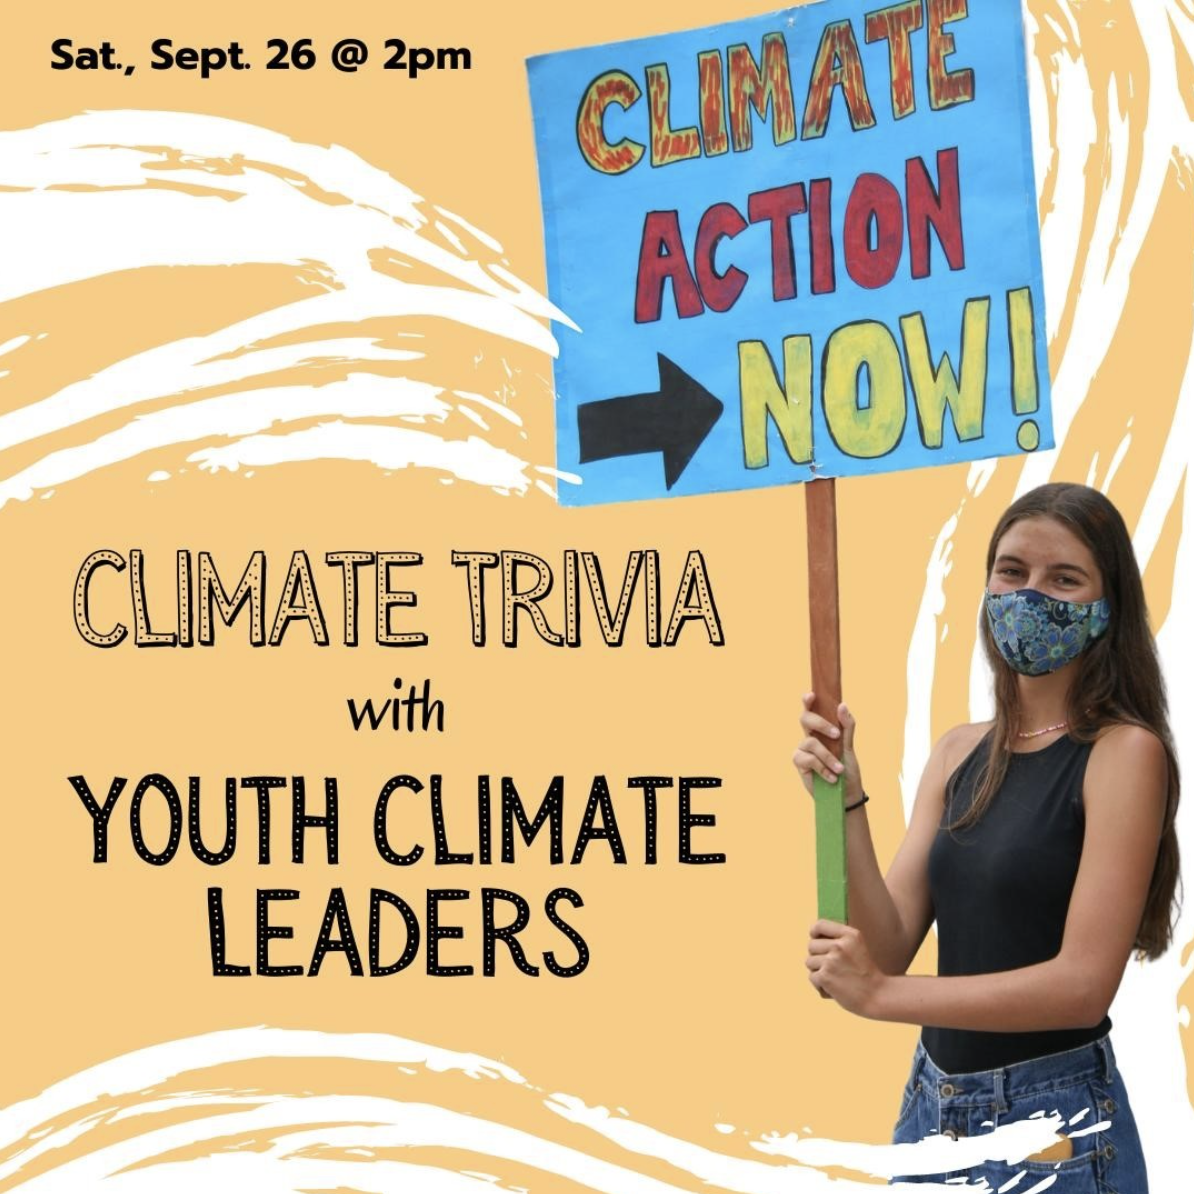 Sat., Sept. 26 @ 2pm
CLIMATE
ACTION
NOW!
CLIMATE TRIVIA
with
YOUTH CLIMATE
LEADERS